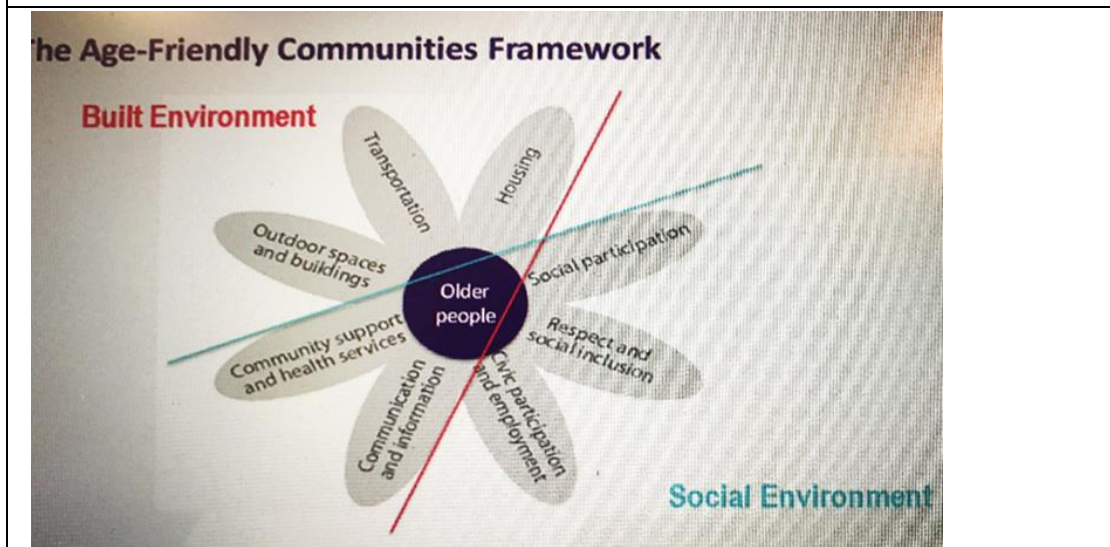 he Age-Friendly Communities Framework
Built Environment
Transportation
Housing
Outdoor spaces
and buildings
Social participation
Older
people
Respect and
social inclusion
Community support
and health services
Communication
and information
Civic participation
and employment
Social Environment